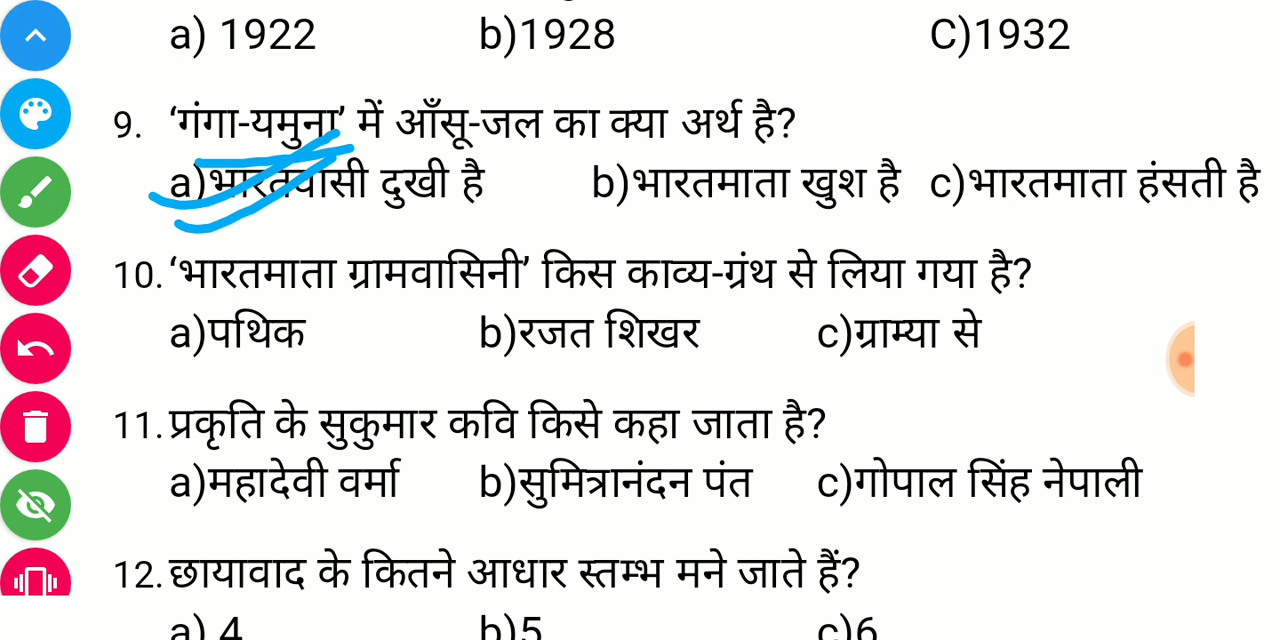 a) 1922 b)1928 C)1932
9. ‘गंगा-यमुना’ में आँसू-जल का क्या अर्थ है?
a)भारतवासी दुखी है b)भारतमाता खुश है c)भारतमाता हंसती है
10. ‘भारतमाता ग्रामवासिनी’ किस काव्य-ग्रंथ से लिया गया है?
a)पथिक b)रजत शिखर c)ग्राम्या से
11. प्रकृति के सुकुमार कवि किसे कहा जाता है?
a)महादेवी वर्मा b)सुमित्रानंदन पंत c)गोपाल सिंह नेपाली
12. छायावाद के कितने आधार स्तम्भ मने जाते हैं?
a) 4 b)5 c)6